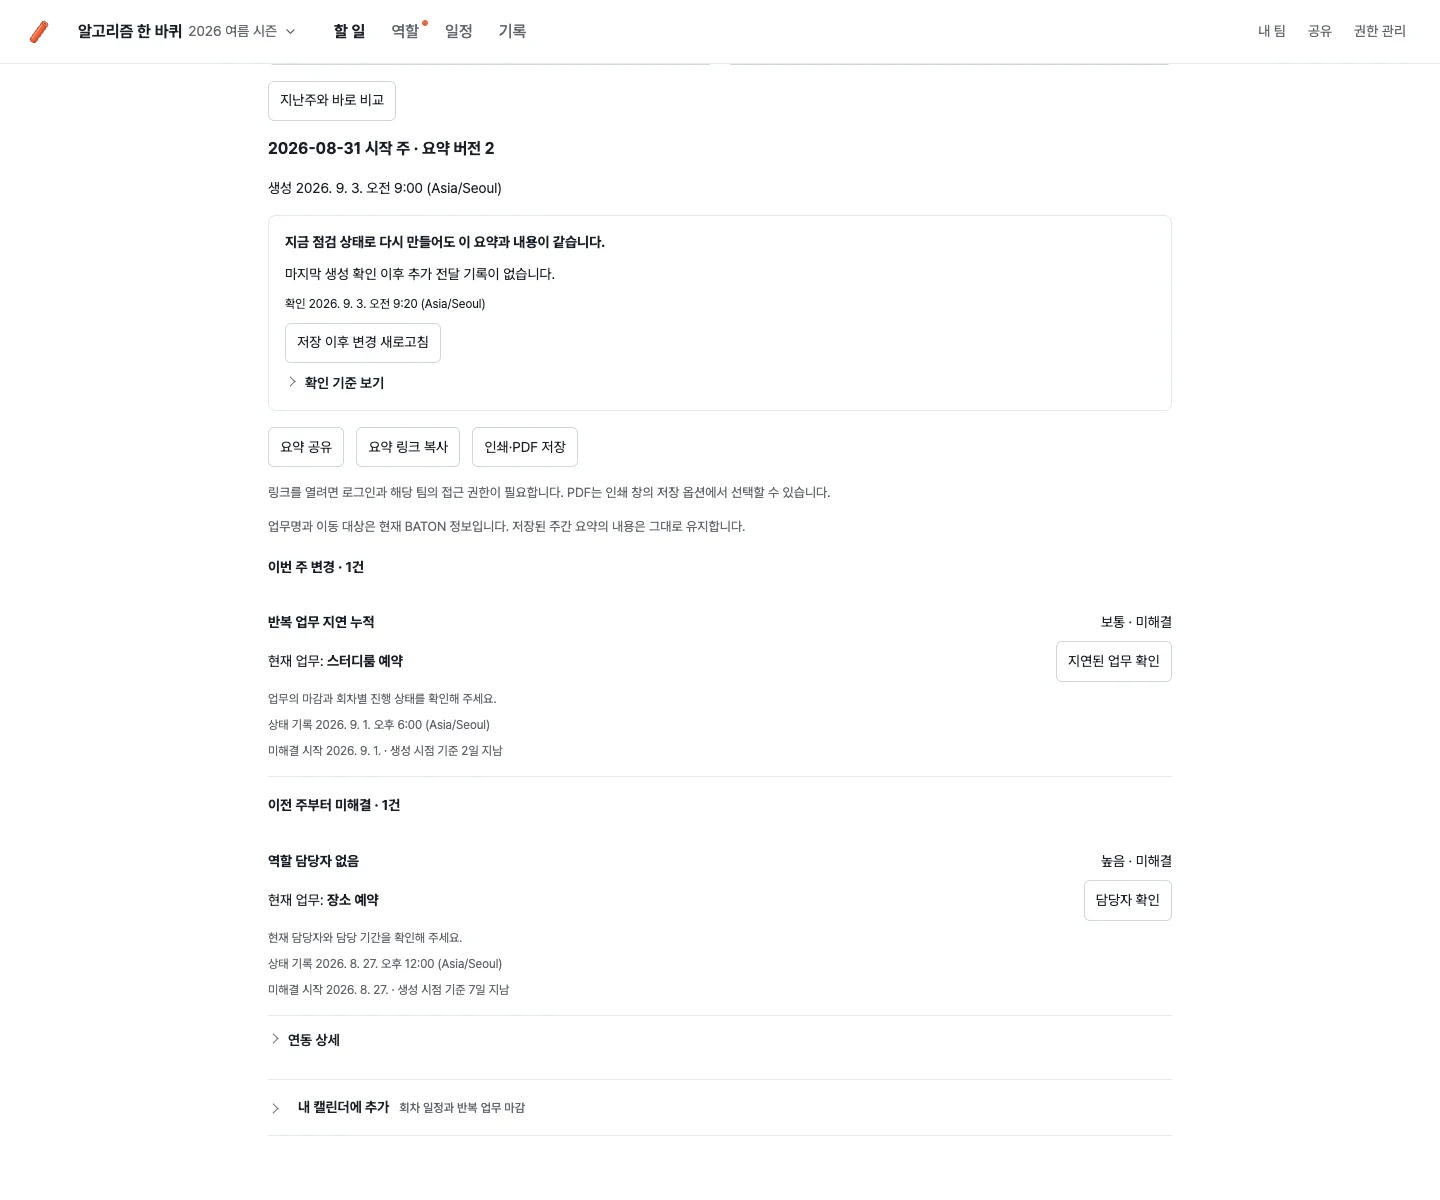 알고리즘 한 바퀴 2026 여름 시즌 할 일 역할 일정 기록 내 팀 공유 권한 관리
지난주와 바로 비교
2026-08-31 시작 주 · 요약 버전 2
생성 2026. 9. 3. 오전 9:00 (Asia/Seoul)
지금 점검 상태로 다시 만들어도 이 요약과 내용이 같습니다.
마지막 생성 확인 이후 추가 전달 기록이 없습니다.
확인 2026. 9. 3. 오전 9:20 (Asia/Seoul)
저장 이후 변경 새로고침
확인 기준 보기
요약 공유 요약 링크 복사 인쇄·PDF 저장
링크를 열려면 로그인과 해당 팀의 접근 권한이 필요합니다. PDF는 인쇄 창의 저장 옵션에서 선택할 수 있습니다.
업무명과 이동 대상은 현재 BATON 정보입니다. 저장된 주간 요약의 내용은 그대로 유지합니다.
이번 주 변경 · 1건
반복 업무 지연 누적 보통 · 미해결
현재 업무: 스터디룸 예약 지연된 업무 확인
업무의 마감과 회차별 진행 상태를 확인해 주세요.
상태 기록 2026. 9. 1. 오후 6:00 (Asia/Seoul)
미해결 시작 2026. 9. 1. · 생성 시점 기준 2일 지남
이전 주부터 미해결 · 1건
역할 담당자 없음 높음 · 미해결
현재 업무: 장소 예약 담당자 확인
현재 담당자와 담당 기간을 확인해 주세요.
상태 기록 2026. 8. 27. 오후 12:00 (Asia/Seoul)
미해결 시작 2026. 8. 27. · 생성 시점 기준 7일 지남
연동 상세
내 캘린더에 추가 회차 일정과 반복 업무 마감